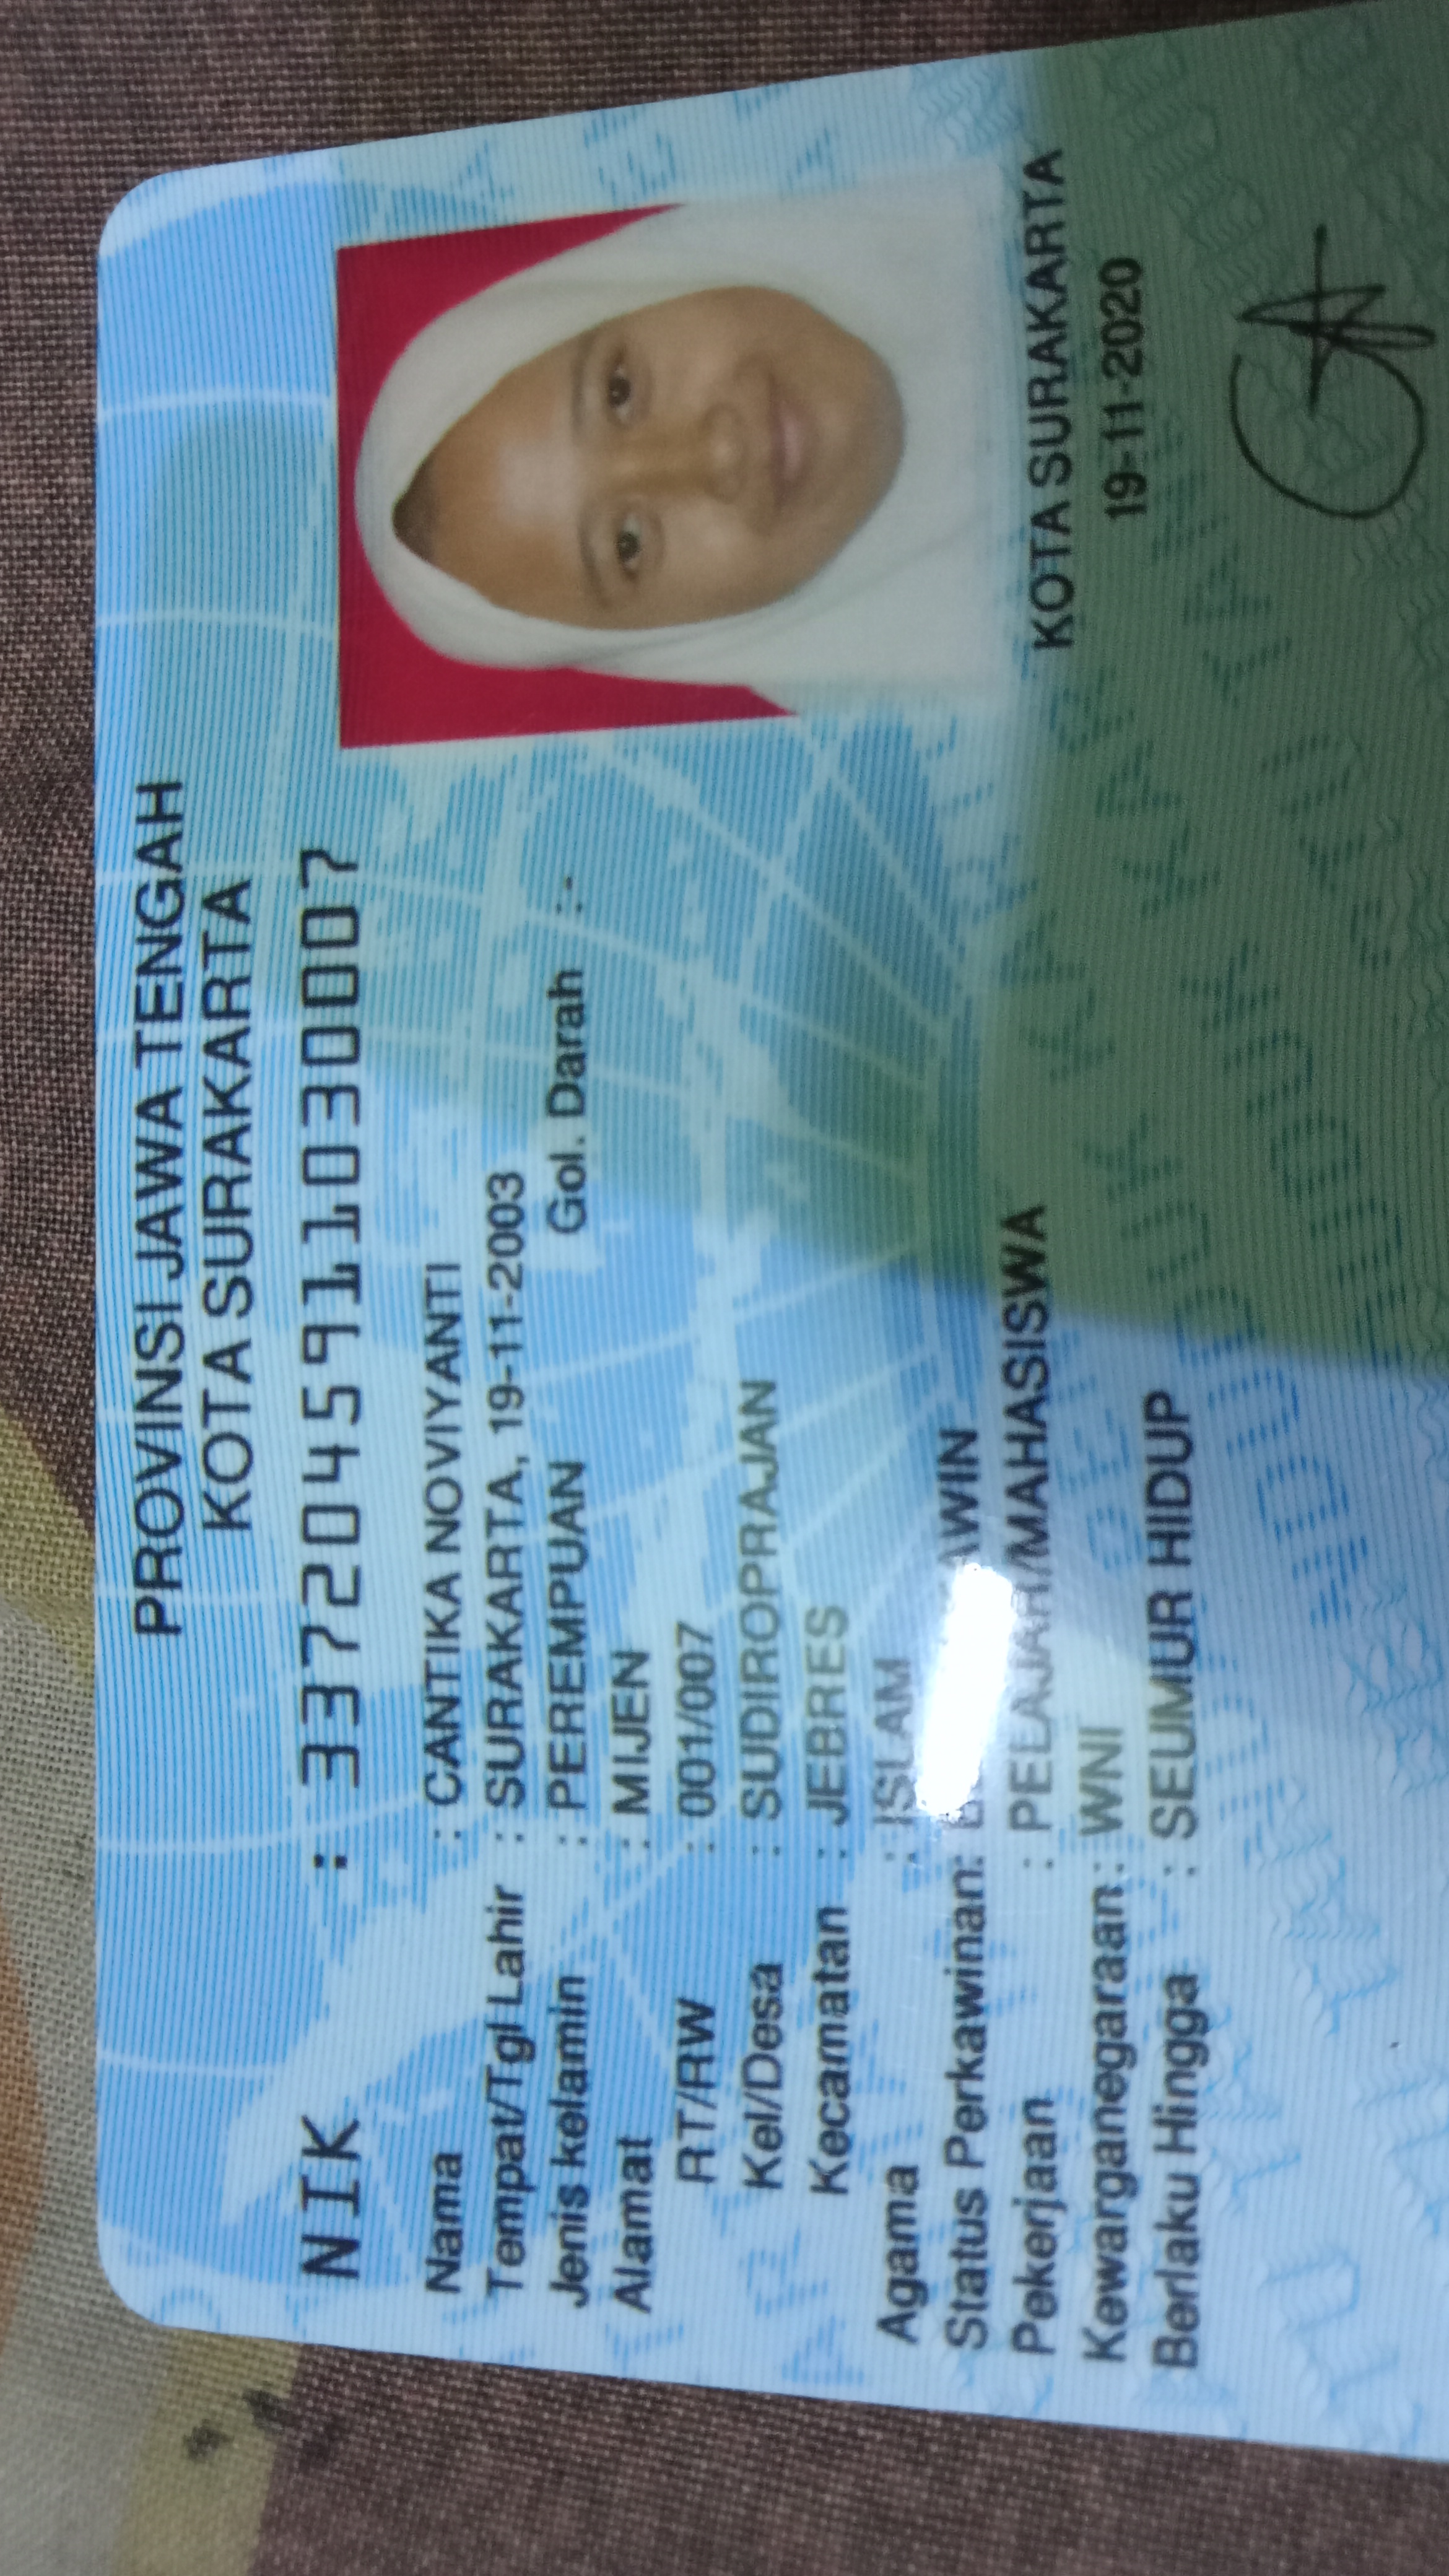 PROVINSI JAWA TENGAH
KOTA SURAKARTA
NIK : 3372045911030007
Nama : CANTIKA NOVIYANTI
Tempat/Tgl Lahir : SURAKARTA, 19-11-2003
Jenis kelamin : PEREMPUAN Gol. Darah : -
Alamat : MIJEN
RT/RW : 001/007
Kel/Desa : SUDIROPRAJAN
Kecamatan : JEBRES
Agama : ISLAM
Status Perkawinan:
Pekerjaan : PELAJAR/MAHASISWA
Kewarganegaraan: WNI
Berlaku Hingga : SEUMUR HIDUP
KOTA SURAKARTA
19-11-2020